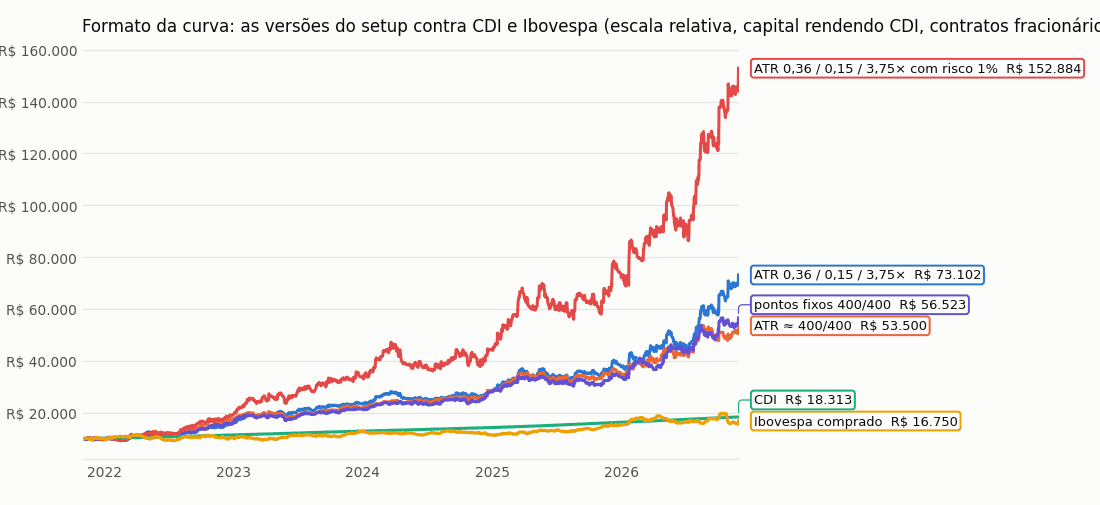 Formato da curva: as versões do setup contra CDI e Ibovespa (escala relativa, capital rendendo CDI, contratos fracionário
R$ 160.000
R$ 140.000
R$ 120.000
R$ 100.000
R$ 80.000
R$ 60.000
R$ 40.000
R$ 20.000
ATR 0,36 / 0,15 / 3,75× com risco 1% R$ 152.884
ATR 0,36 / 0,15 / 3,75× R$ 73.102
pontos fixos 400/400 R$ 56.523
ATR ≈ 400/400 R$ 53.500
CDI R$ 18.313
Ibovespa comprado R$ 16.750
2022 2023 2024 2025 2026